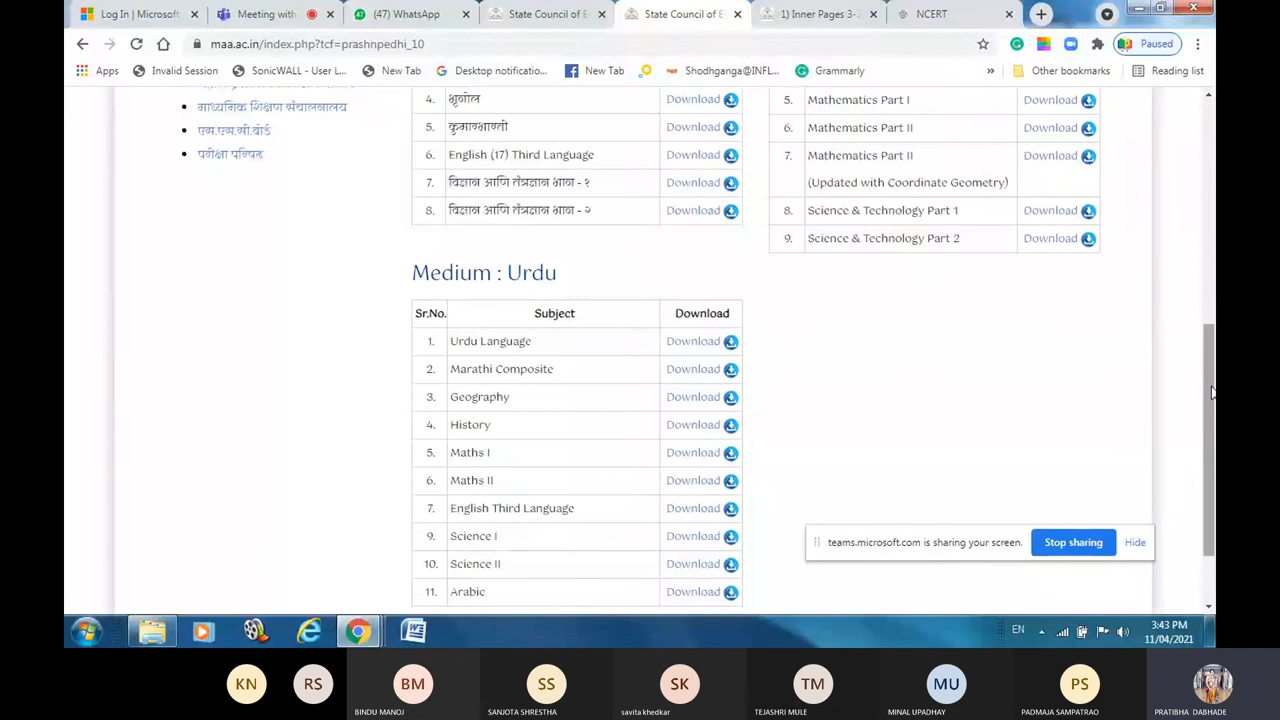 Log In | Microsoft
Meeting with
(47) WhatsApp
State Council of E
State Council of E
1) Inner Pages 3-2
NCERT
maa.ac.in/index.php?tcf=prashnpedhi_10
Paused
Apps
Invalid Session
SonicWALL - User L...
New Tab
Desktop notificatio...
New Tab
Shodhganga@INFL...
Grammarly
»
Other bookmarks
Reading list
माध्यमिक शिक्षण संचालनालय
एस.एस.सी.बोर्ड
परीक्षा परिषद
4. भूगोल Download
5. कुमारभारती Download
6. English (17) Third Language Download
7. विज्ञान आणि तंत्रज्ञान भाग - १ Download
8. विज्ञान आणि तंत्रज्ञान भाग - २ Download
5. Mathematics Part I Download
6. Mathematics Part II Download
7. Mathematics Part II Download
(Updated with Coordinate Geometry)
8. Science & Technology Part 1 Download
9. Science & Technology Part 2 Download
Medium : Urdu
Sr.No. Subject Download
1. Urdu Language Download
2. Marathi Composite Download
3. Geography Download
4. History Download
5. Maths I Download
6. Maths II Download
7. English Third Language Download
9. Science I Download
10. Science II Download
11. Arabic Download
teams.microsoft.com is sharing your screen. Stop sharing Hide
EN
3:43 PM
11/04/2021
KN
RS
BM
SS
SK
TM
MU
PS
BINDU MANOJ
SANJOTA SHRESTHA
savita khedkar
TEJASHRI MULE
MINAL UPADHAY
PADMAJA SAMPATRAO
PRATIBHA DABHADE